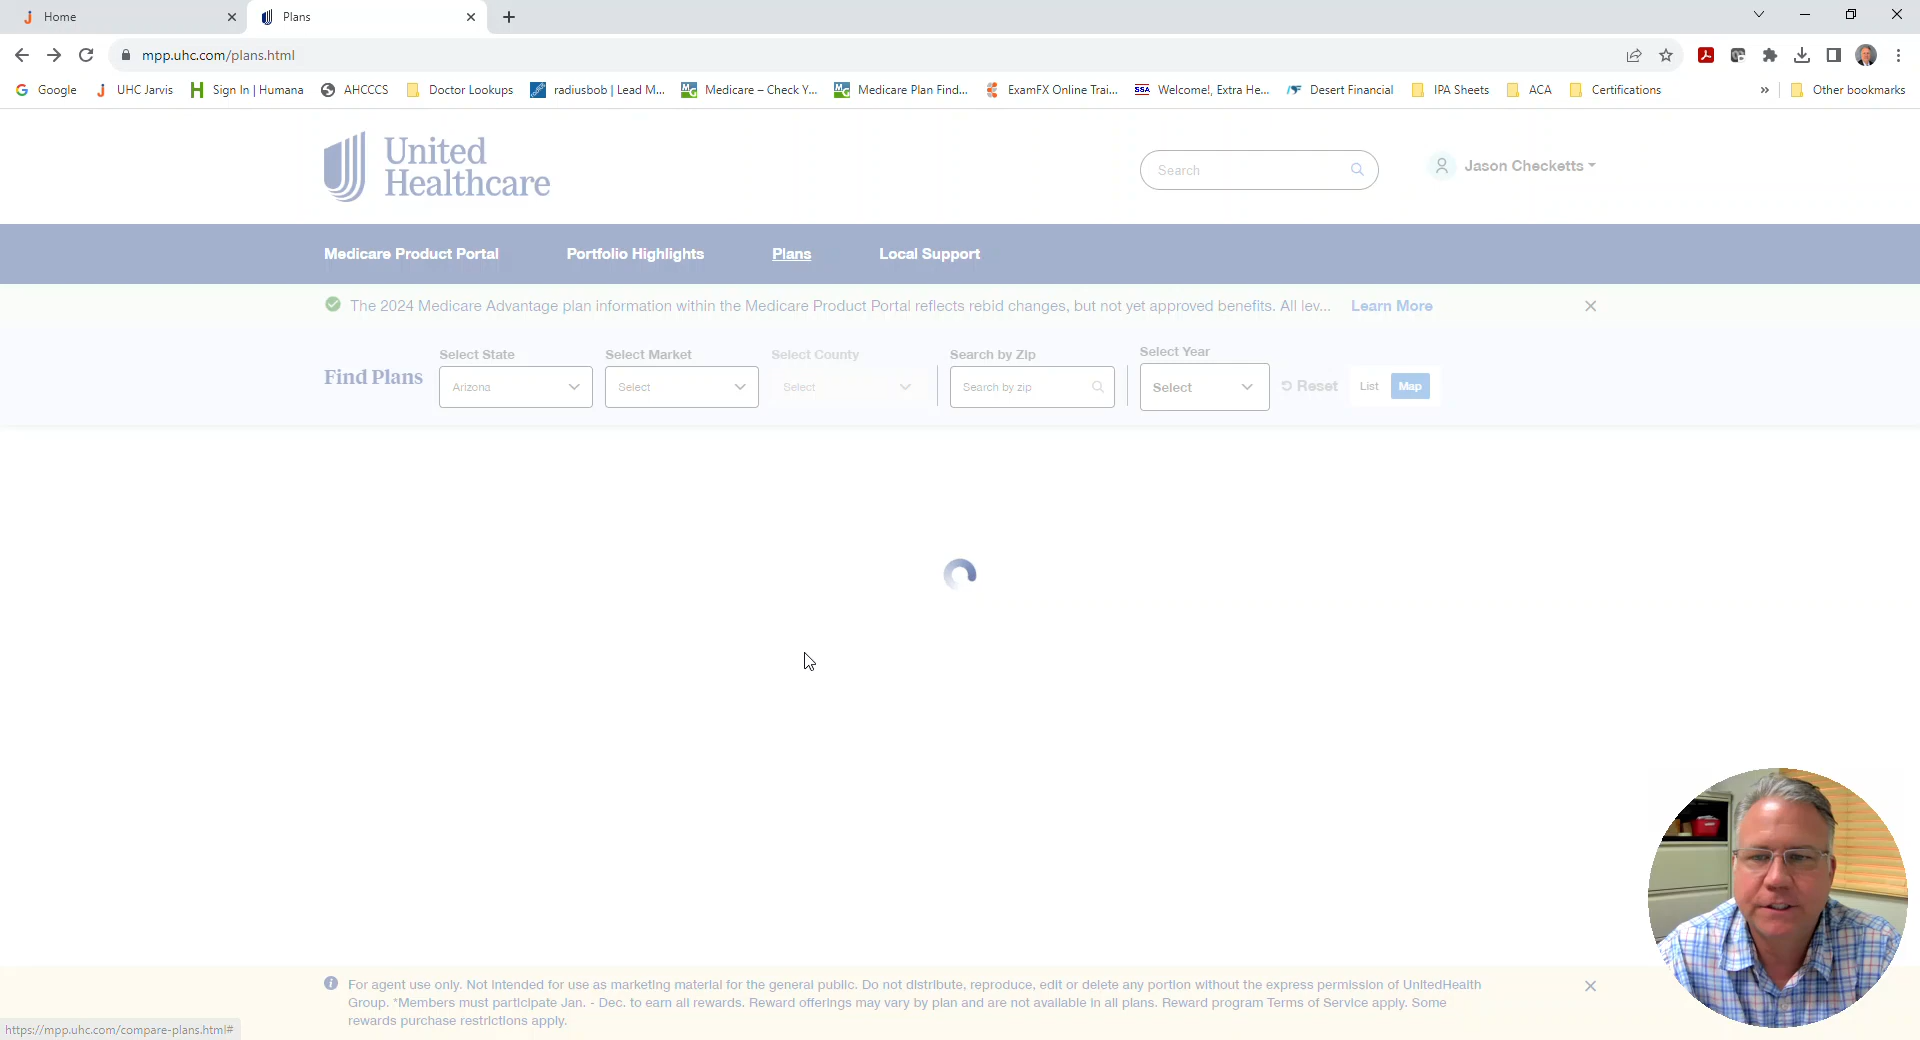 Home
Plans
mpp.uhc.com/plans.html
Google
UHC Jarvis
Sign In | Humana
AHCCCS
Doctor Lookups
radiusbob | Lead M...
Medicare – Check Y...
Medicare Plan Find...
ExamFX Online Trai...
Welcome!, Extra He...
Desert Financial
IPA Sheets
ACA
Certifications
Other bookmarks
United
Healthcare
Search
Jason Checketts
Medicare Product Portal
Portfolio Highlights
Plans
Local Support
The 2024 Medicare Advantage plan information within the Medicare Product Portal reflects rebid changes, but not yet approved benefits. All lev... Learn More
Find Plans
Select State
Arizona
Select Market
Select
Select County
Select
Search by Zip
Search by zip
Select Year
Select
Reset
List
Map
For agent use only. Not intended for use as marketing material for the general public. Do not distribute, reproduce, edit or delete any portion without the express permission of UnitedHealth
Group. *Members must participate Jan. - Dec. to earn all rewards. Reward offerings may vary by plan and are not available in all plans. Reward program Terms of Service apply. Some
rewards purchase restrictions apply.
https://mpp.uhc.com/compare-plans.html#